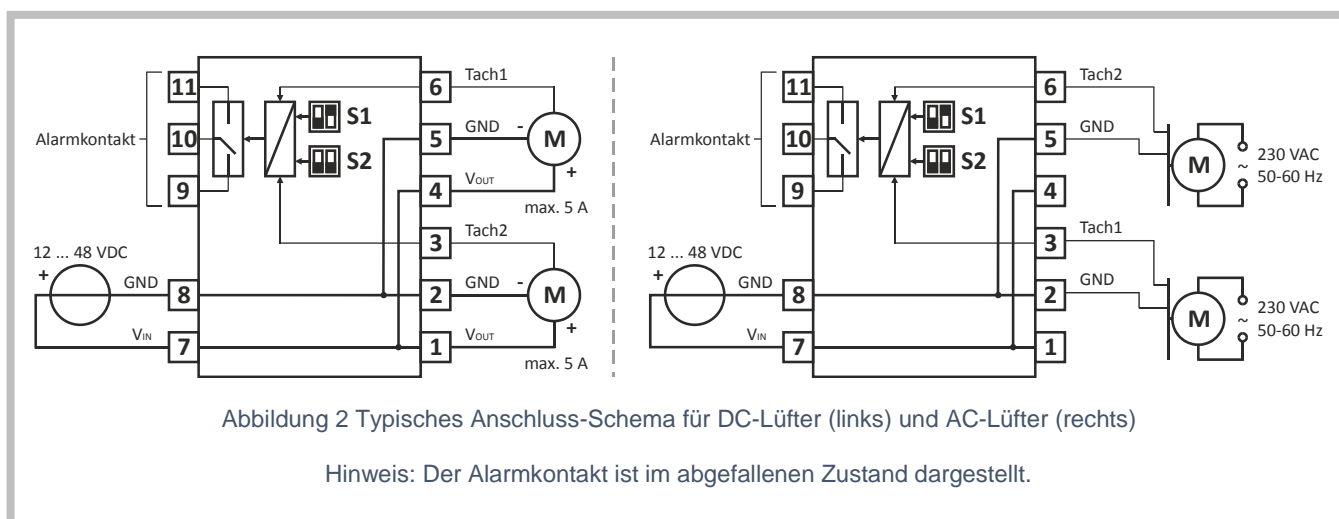 11
10
9
Alarmkontakt
S1
S2
6
5
4
3
2
1
8
7
Tach1
GND
-
M
+
VOUT
max. 5 A
Tach2
GND
-
M
+
VOUT
max. 5 A
12 ... 48 VDC
+
GND
VIN
11
10
9
Alarmkontakt
S1
S2
6
5
4
3
2
1
8
7
Tach2
GND
M
230 VAC
~
50-60 Hz
Tach1
GND
M
230 VAC
~
50-60 Hz
12 ... 48 VDC
+
GND
VIN
Abbildung 2 Typisches Anschluss-Schema für DC-Lüfter (links) und AC-Lüfter (rechts)
Hinweis: Der Alarmkontakt ist im abgefallenen Zustand dargestellt.